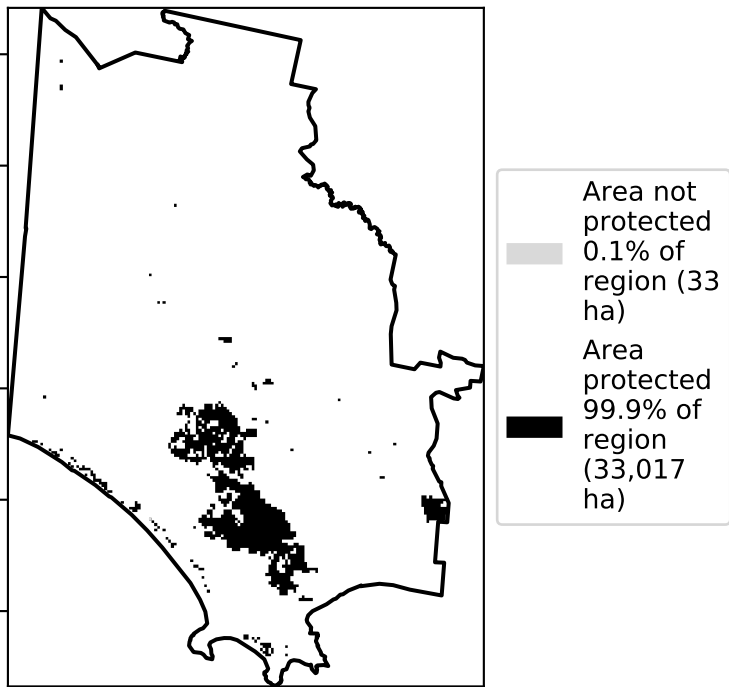 Area not
protected
0.1% of
region (33
ha)
Area
protected
99.9% of
region
(33,017
ha)